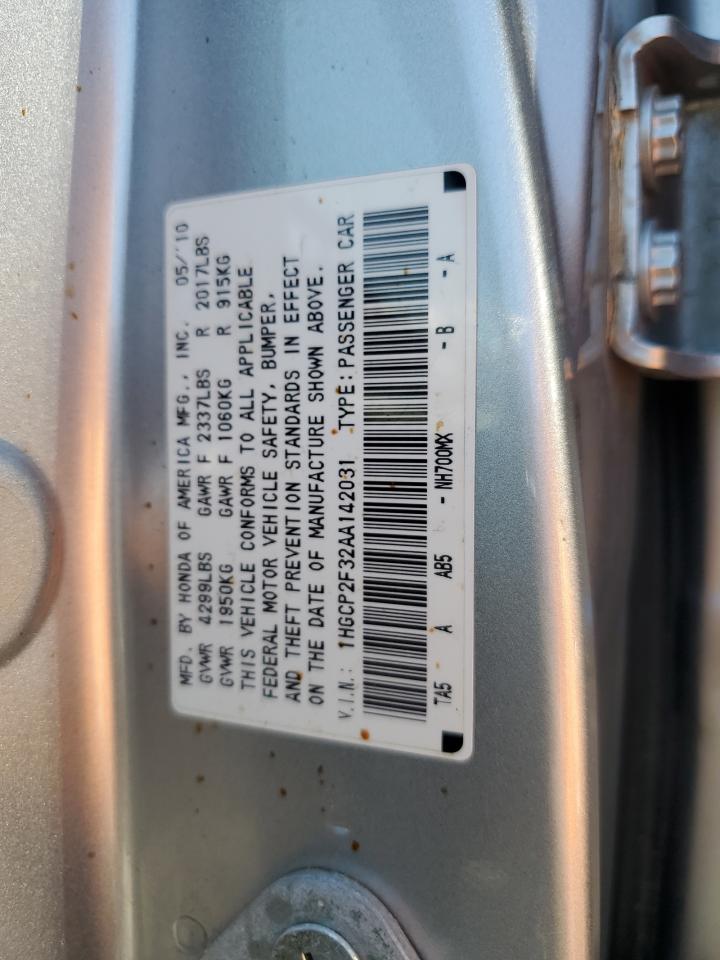 MFD. BY HONDA OF AMERICA MFG., INC. 05/'10
GVWR 4299LBS GAWR F 2337LBS R 2017LBS
GVWR 1950KG GAWR F 1060KG R 915KG
THIS VEHICLE CONFORMS TO ALL APPLICABLE
FEDERAL MOTOR VEHICLE SAFETY, BUMPER,
AND THEFT PREVENTION STANDARDS IN EFFECT
ON THE DATE OF MANUFACTURE SHOWN ABOVE.
V.I.N.: 1HGCP2F32AA142031 TYPE: PASSENGER CAR
TA5 A AB5 - NH700MX - B - A